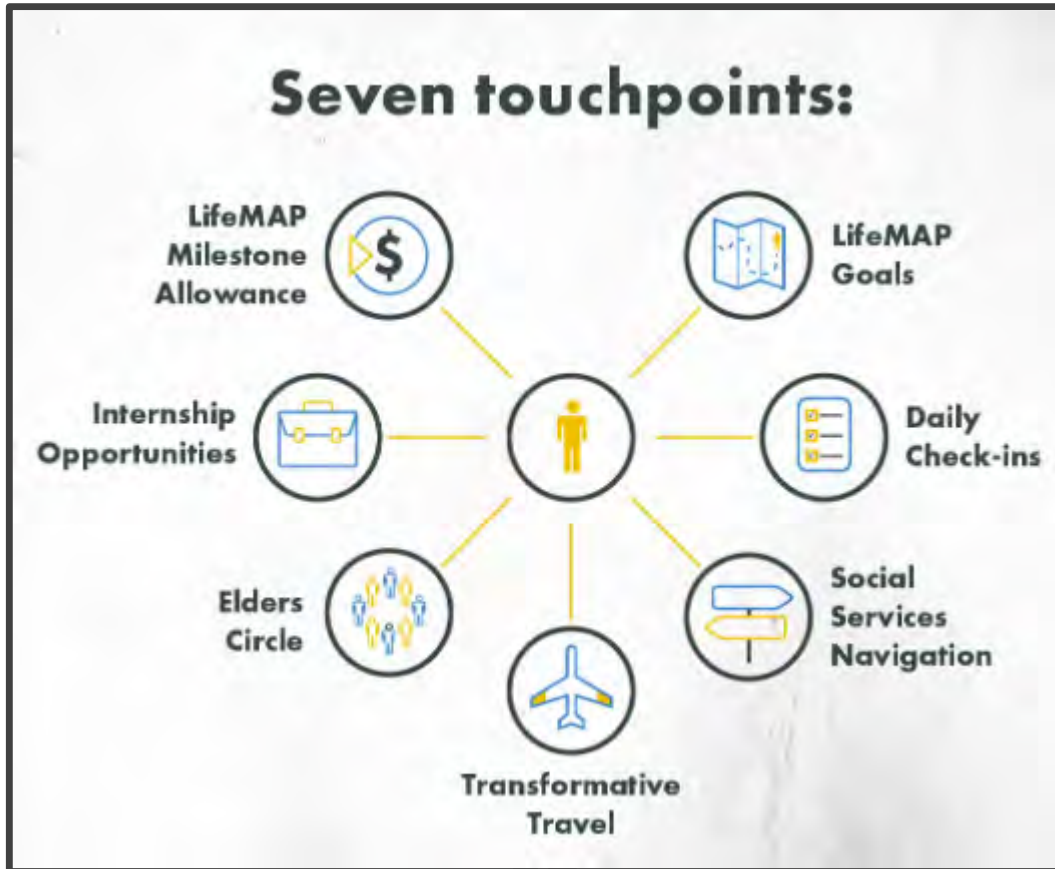 Seven touchpoints:
LifeMAP
Milestone
Allowance
$
LifeMAP
Goals
Internship
Opportunities
Daily
Check-ins
Elders
Circle
Social
Services
Navigation
Transformative
Travel